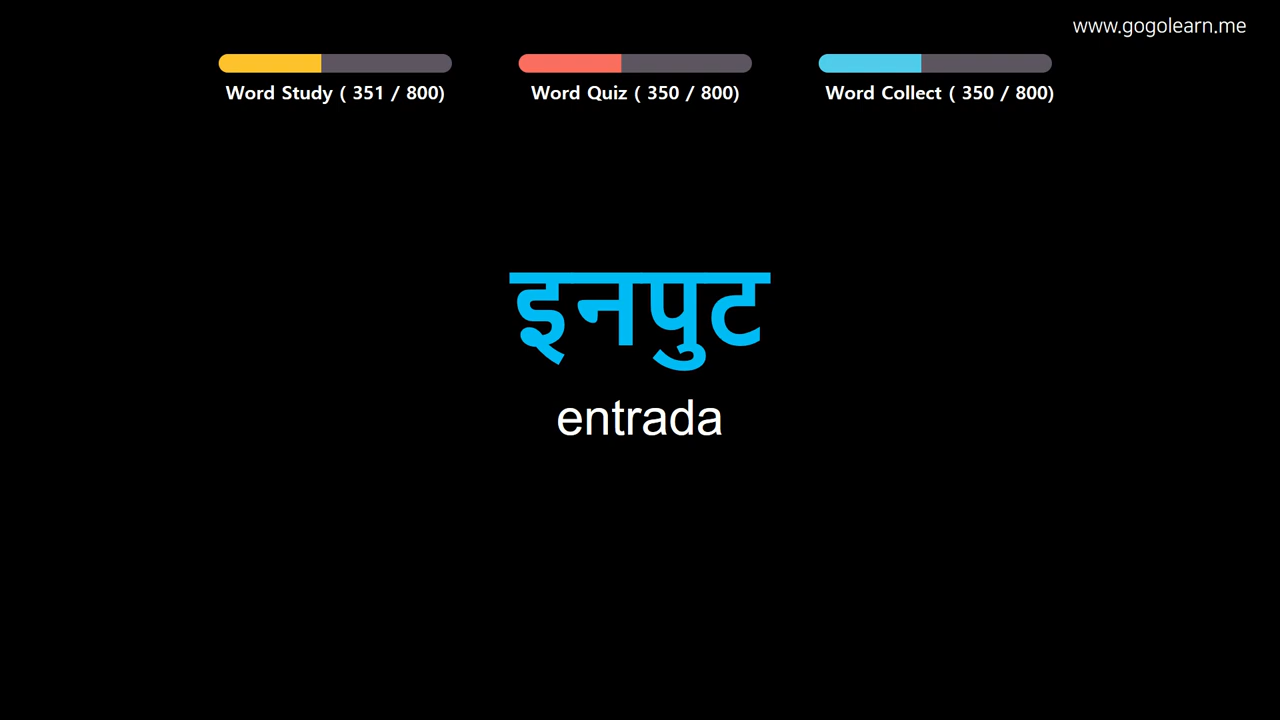 www.gogolearn.me
Word Study ( 351 / 800)
Word Quiz ( 350 / 800)
Word Collect ( 350 / 800)
इनपुट
entrada